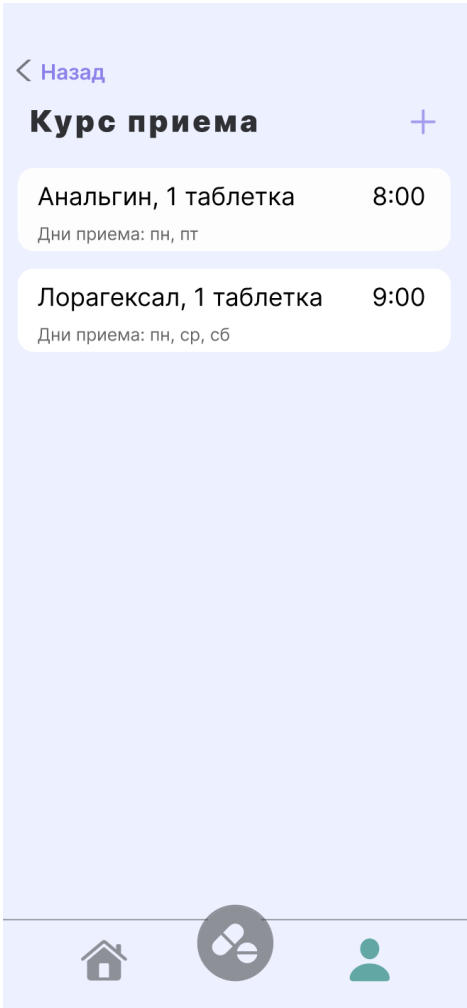 Назад
Курс приема
Анальгин, 1 таблетка 8:00
Дни приема: пн, пт
Лорагексал, 1 таблетка 9:00
Дни приема: пн, ср, сб